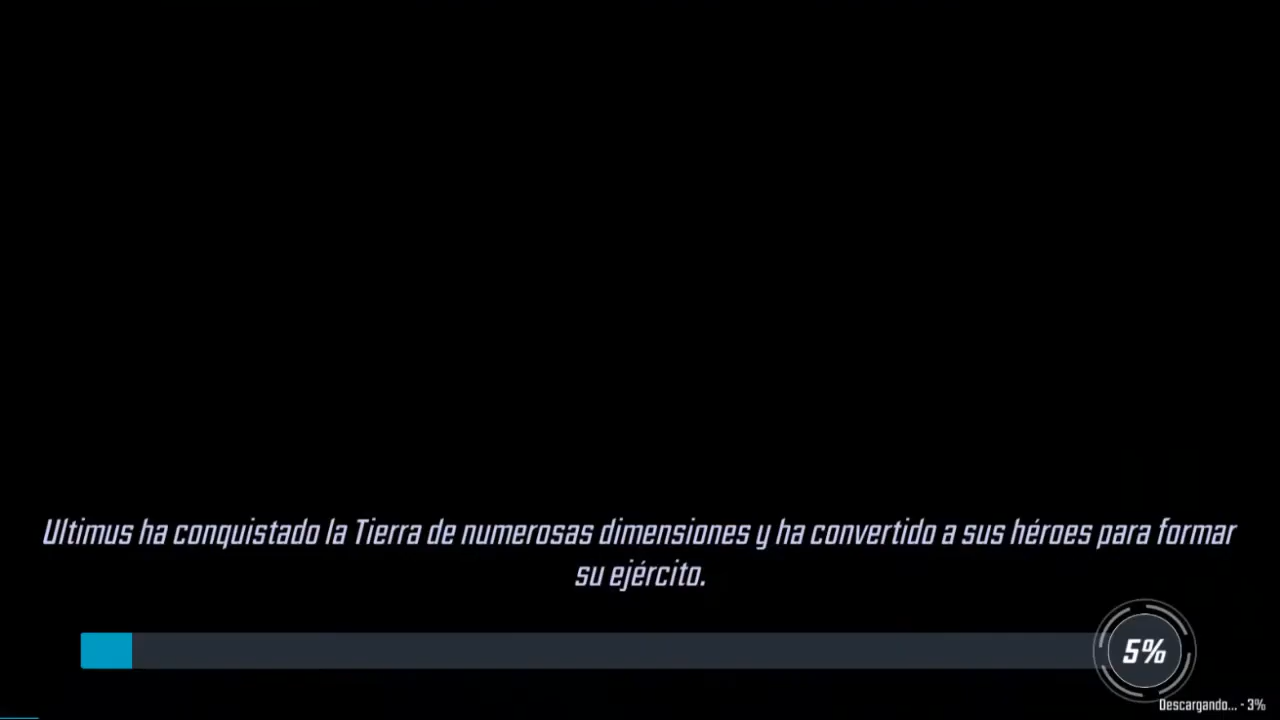 Ultimus ha conquistado la Tierra de numerosas dimensiones y ha convertido a sus héroes para formar
su ejército.
5%
Descargando... - 3%